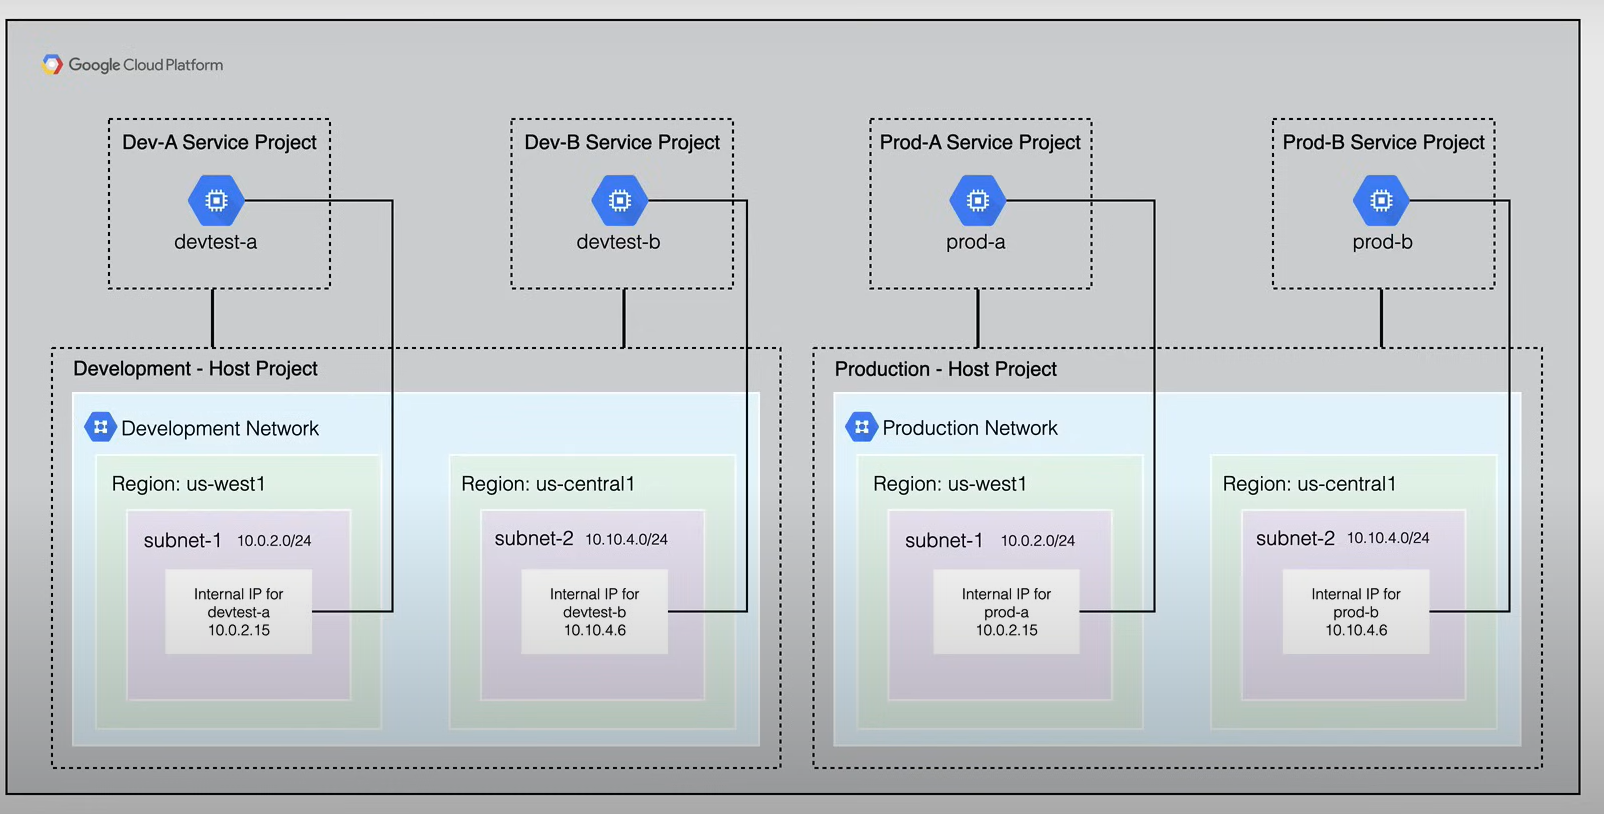 Google Cloud Platform
Dev-A Service Project
devtest-a
Dev-B Service Project
devtest-b
Prod-A Service Project
prod-a
Prod-B Service Project
prod-b
Development - Host Project
Development Network
Region: us-west1
subnet-1 10.0.2.0/24
Internal IP for
devtest-a
10.0.2.15
Region: us-central1
subnet-2 10.10.4.0/24
Internal IP for
devtest-b
10.10.4.6
Production - Host Project
Production Network
Region: us-west1
subnet-1 10.0.2.0/24
Internal IP for
prod-a
10.0.2.15
Region: us-central1
subnet-2 10.10.4.0/24
Internal IP for
prod-b
10.10.4.6